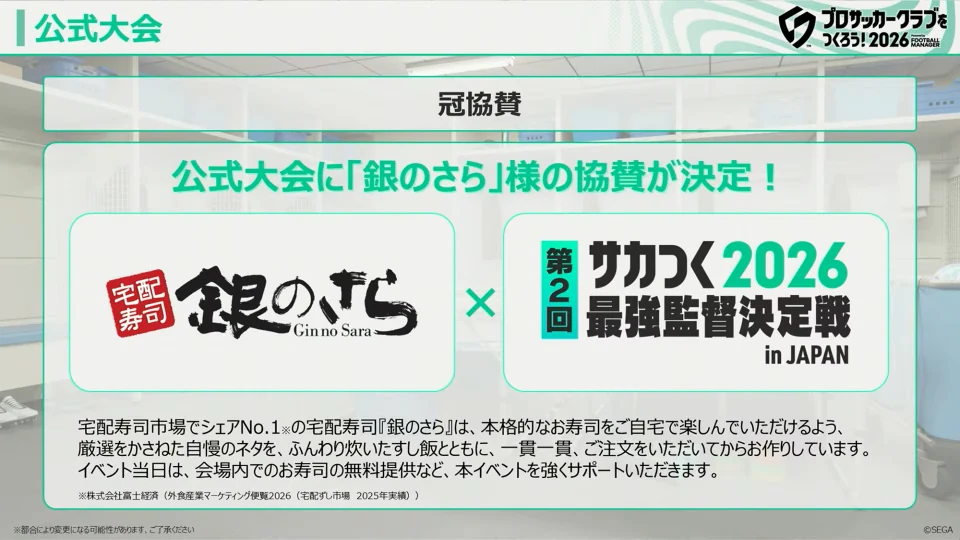 公式大会
プロサッカークラブを
つくろう!2026 Powered by FOOTBALL MANAGER
冠協賛
公式大会に「銀のさら」様の協賛が決定！
宅配
寿司
銀のさら
Gin no Sara
×
第2回
サカつく2026
最強監督決定戦
in JAPAN
宅配寿司市場でシェアNo.1※の宅配寿司『銀のさら』は、本格的なお寿司をご自宅で楽しんでいただけるよう、
厳選をかさねた自慢のネタを、ふんわり炊いたすし飯とともに、一貫一貫、ご注文をいただいてからお作りしています。
イベント当日は、会場内でのお寿司の無料提供など、本イベントを強くサポートいただきます。
※株式会社富士経済（外食産業マーケティング便覧2026（宅配ずし市場 2025年実績））
※都合により変更になる可能性があります、ご了承ください
©SEGA